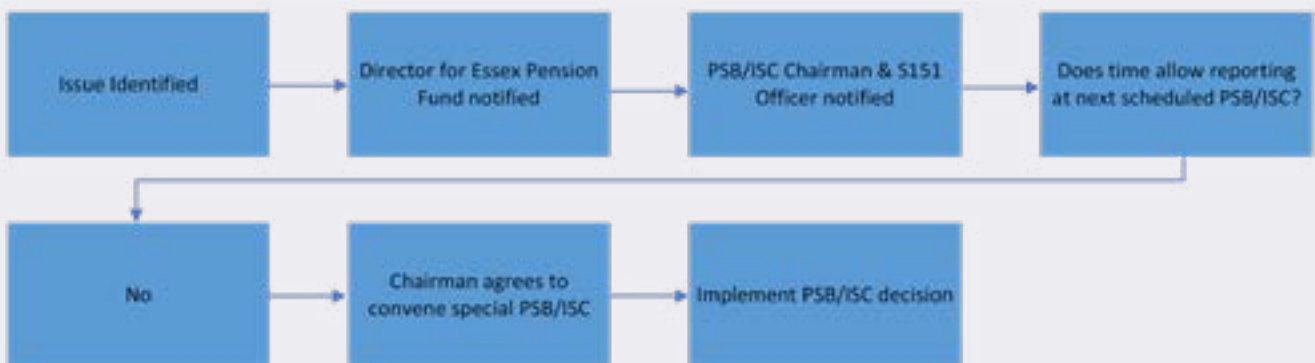 Issue Identified
Director for Essex Pension
Fund notified
PSB/ISC Chairman & S151
Officer notified
Does time allow reporting
at next scheduled PSB/ISC?
No
Chairman agrees to
convene special PSB/ISC
Implement PSB/ISC decision